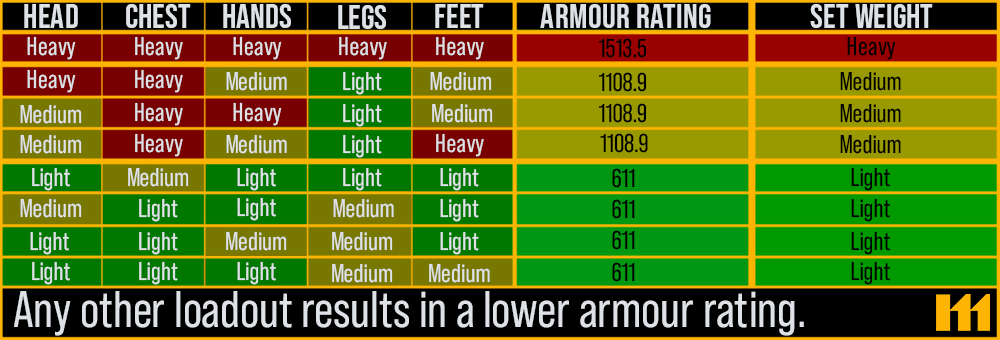 HEAD CHEST HANDS LEGS FEET ARMOUR RATING SET WEIGHT
Heavy Heavy Heavy Heavy Heavy 1513.5 Heavy
Heavy Heavy Medium Light Medium 1108.9 Medium
Medium Heavy Heavy Light Medium 1108.9 Medium
Medium Heavy Medium Light Heavy 1108.9 Medium
Light Medium Light Light Light 611 Light
Medium Light Light Medium Light 611 Light
Light Light Medium Medium Light 611 Light
Light Light Light Medium Medium 611 Light
Any other loadout results in a lower armour rating.